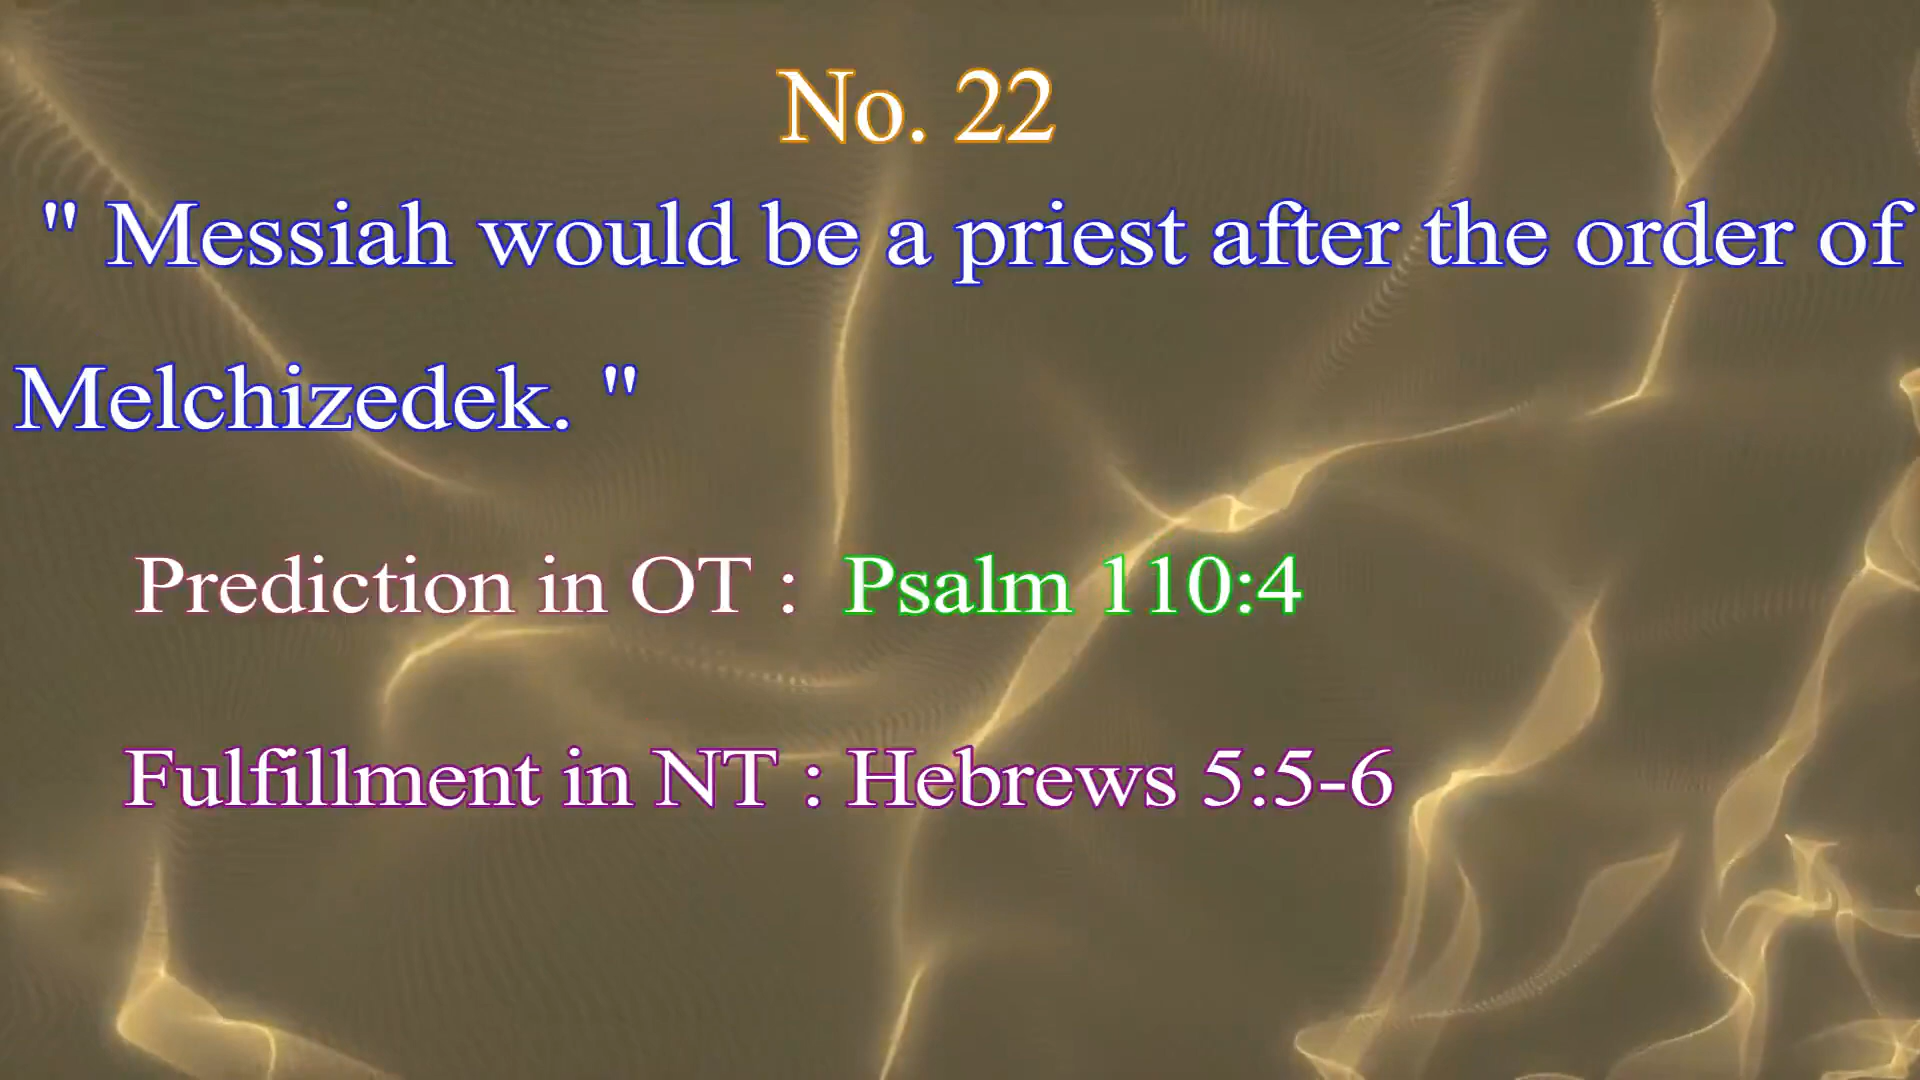 No. 22
" Messiah would be a priest after the order of
Melchizedek. "
Prediction in OT : Psalm 110:4
Fulfillment in NT : Hebrews 5:5-6